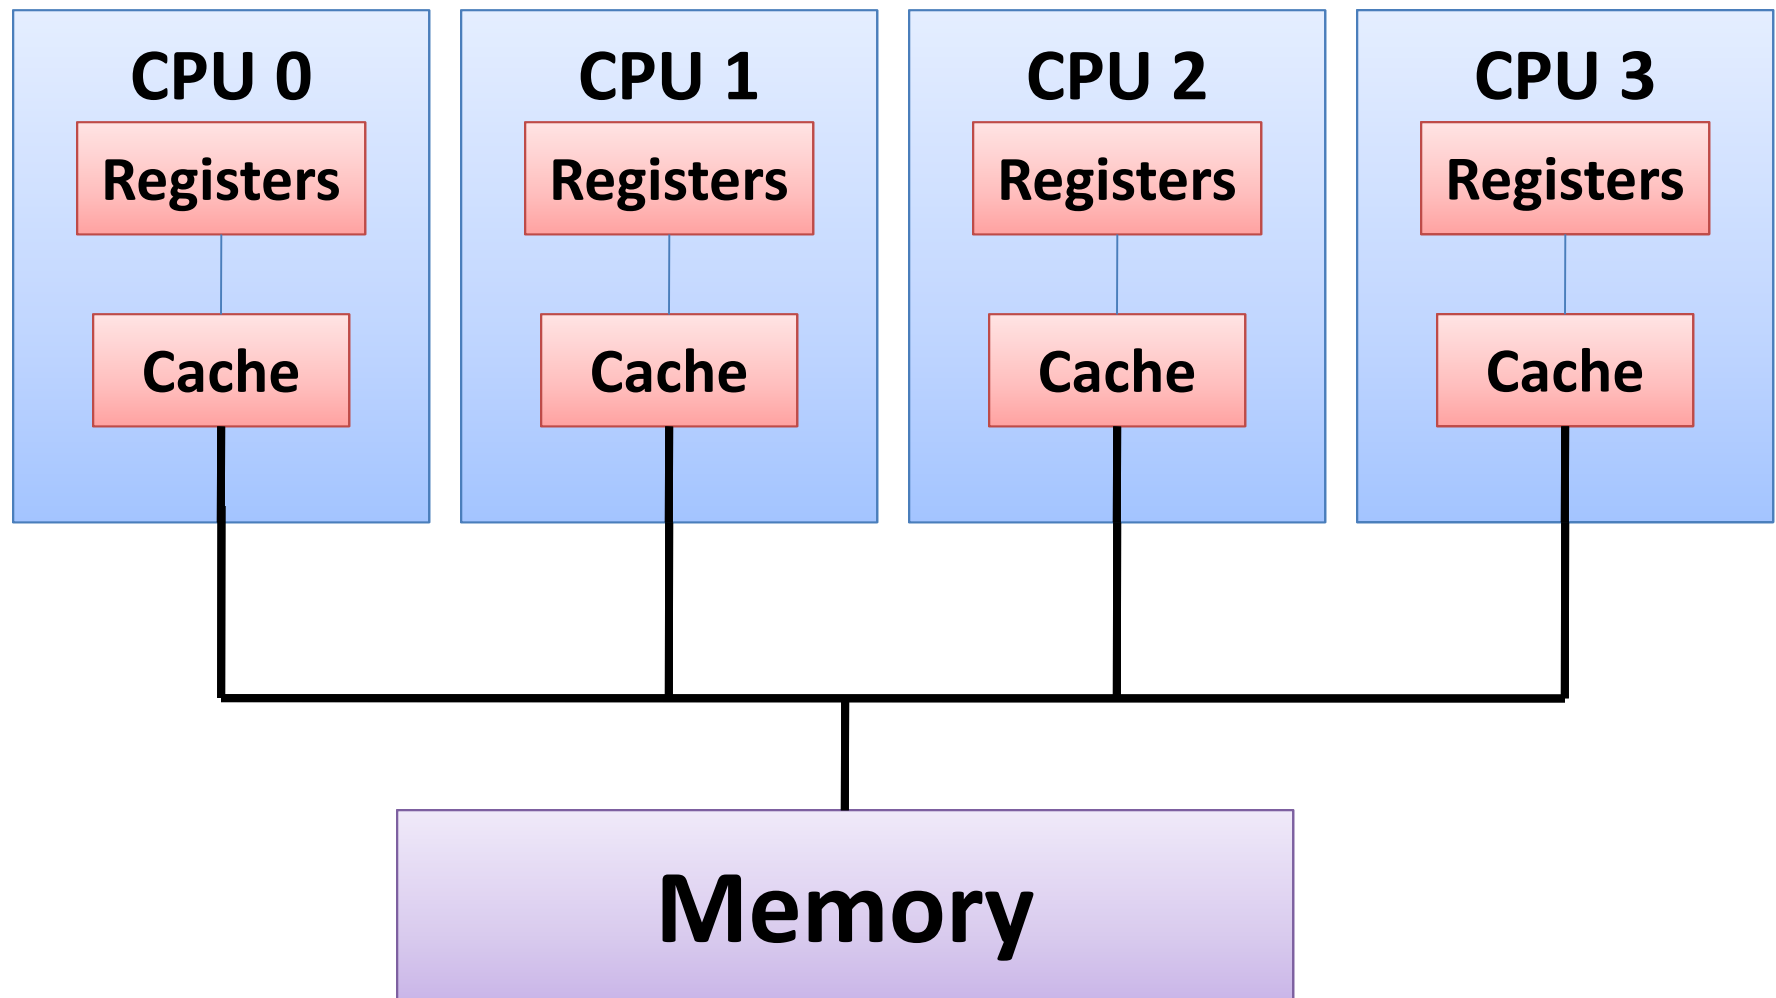 CPU 0
Registers
Cache
CPU 1
Registers
Cache
CPU 2
Registers
Cache
CPU 3
Registers
Cache
Memory